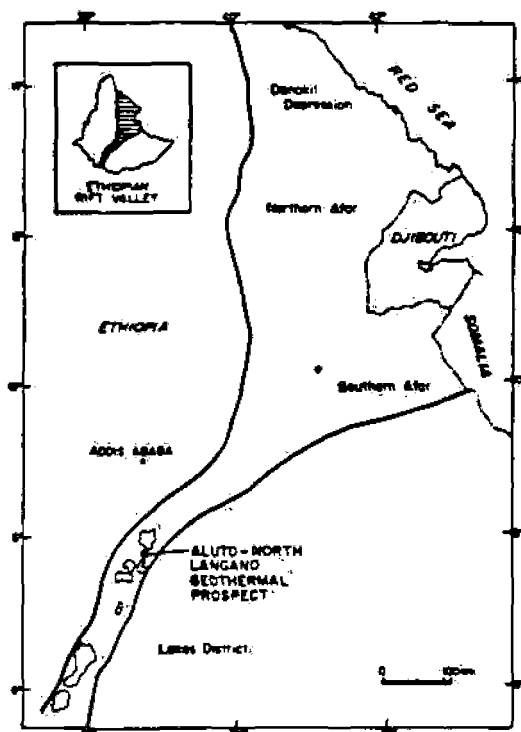 RED SEA
Danakil
Depression
ETHIOPIAN
RIFT VALLEY
Northern Afar
DJIBOUTI
ETHIOPIA
SOMALIA
Southern Afar
ADDIS ABABA
ALUTO-NORTH
LANGANO
GEOTHERMAL
PROSPECT
Lakes District
0 100km